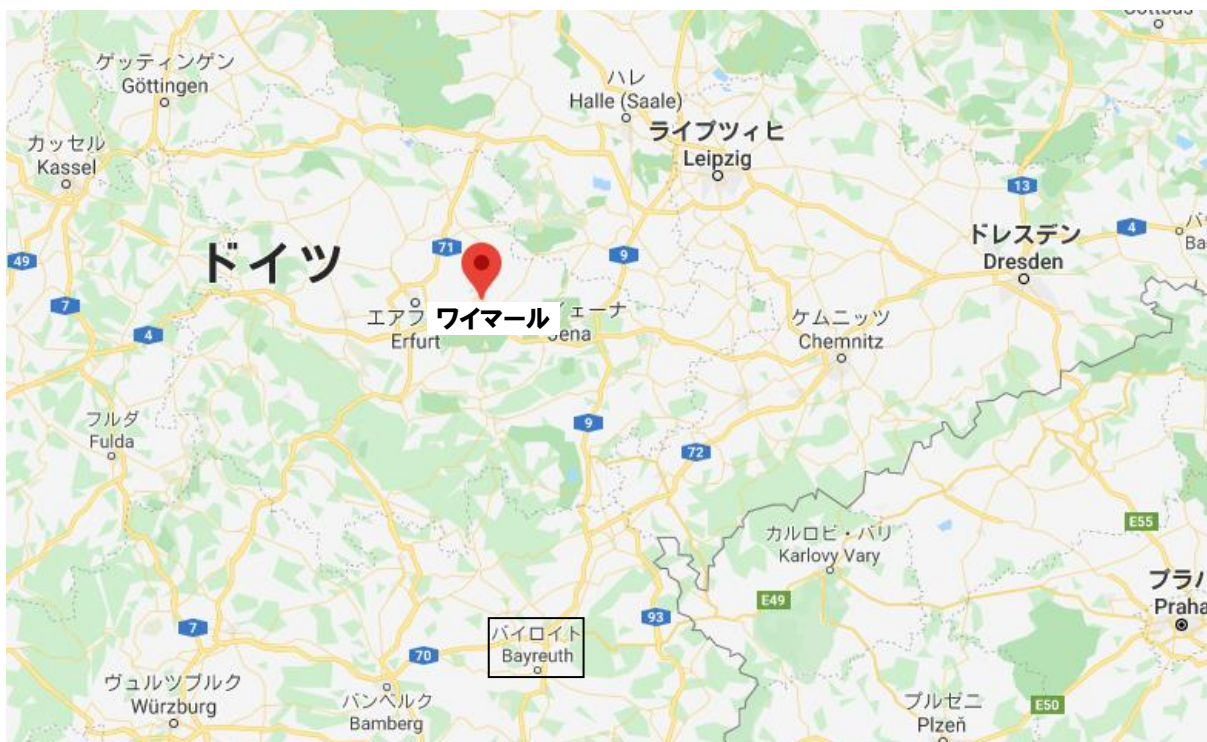 ゲッティンゲン
Göttingen
ハレ
Halle (Saale)
ライプツィヒ
Leipzig
カッセル
Kassel
13
ドレスデン
Dresden
4
71
9
ドイツ
49
7
4
エアフ
Erfurt
ワイマール
ェーナ
Jena
ケムニッツ
Chemnitz
フルダ
Fulda
9
72
E55
カルロビ・バリ
Karlovy Vary
E49
プラハ
Praha
93
7
70
バイロイト
Bayreuth
ヴュルツブルク
Würzburg
バンベルク
Bamberg
プルゼニ
Plzeň
E50